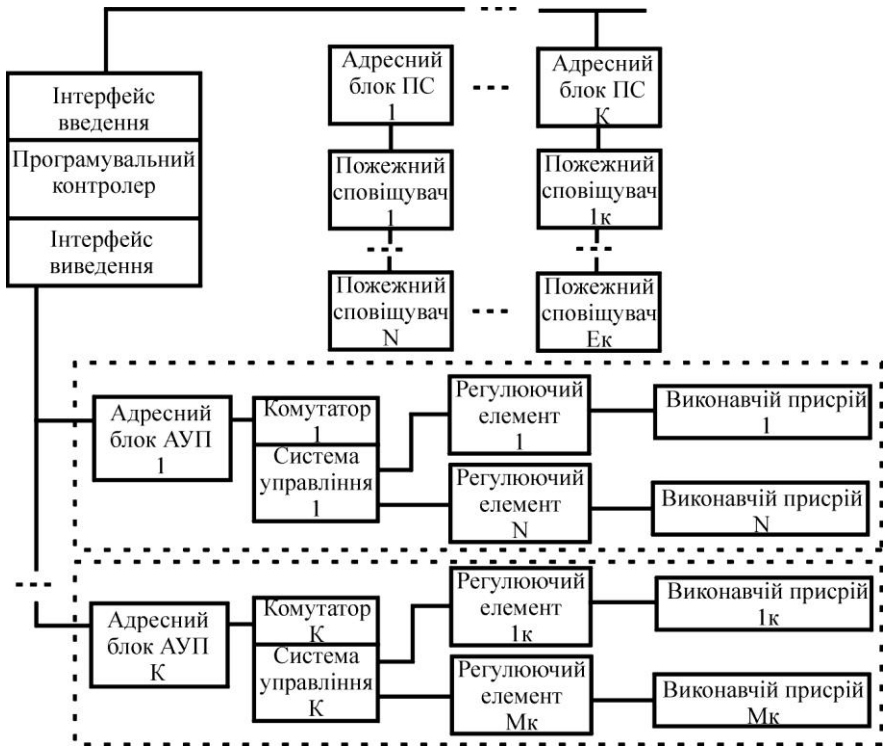 Інтерфейс
введення
Програмувальний
контролер
Інтерфейс
виведення
Адресний
блок ПС
1
Адресний
блок ПС
К
Пожежний
сповіщувач
1
Пожежний
сповіщувач
1к
Пожежний
сповіщувач
N
Пожежний
сповіщувач
Ек
Адресний
блок АУП
1
Комутатор
1
Система
управління
1
Регулюючий
елемент
1
Виконавчій присрій
1
Регулюючий
елемент
N
Виконавчій присрій
N
Адресний
блок АУП
К
Комутатор
К
Система
управління
К
Регулюючий
елемент
1к
Виконавчій присрій
1к
Регулюючий
елемент
Мк
Виконавчій присрій
Мк